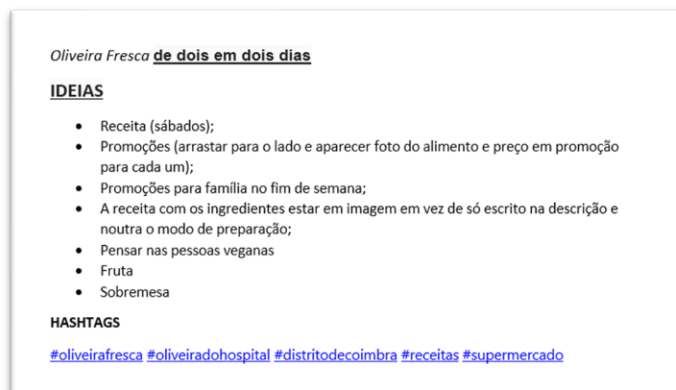 Oliveira Fresca de dois em dois dias
IDEIAS
• Receita (sábados);
• Promoções (arrastar para o lado e aparecer foto do alimento e preço em promoção
para cada um);
• Promoções para família no fim de semana;
• A receita com os ingredientes estar em imagem em vez de só escrito na descrição e
noutra o modo de preparação;
• Pensar nas pessoas veganas
• Fruta
• Sobremesa
HASHTAGS
#oliveirafresca #oliveiradohospital #distritodecoimbra #receitas #supermercado